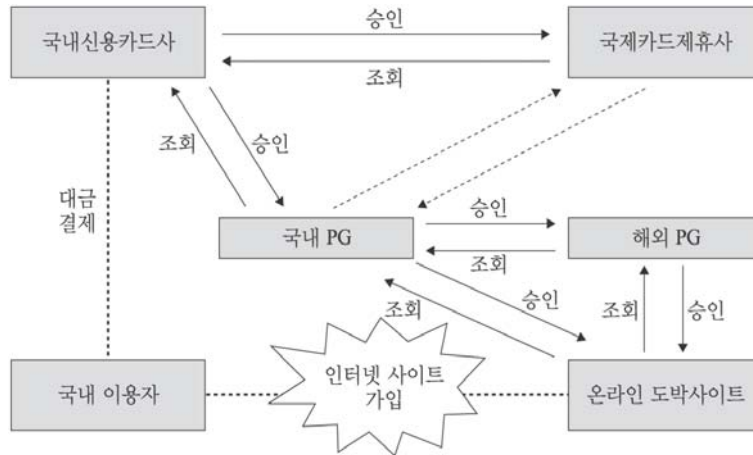 국내신용카드사
승인
국제카드제휴사
조회
조회
승인
대금
결제
국내 PG
승인
해외 PG
조회
조회
승인
조회
승인
국내 이용자
인터넷 사이트
가입
온라인 도박사이트